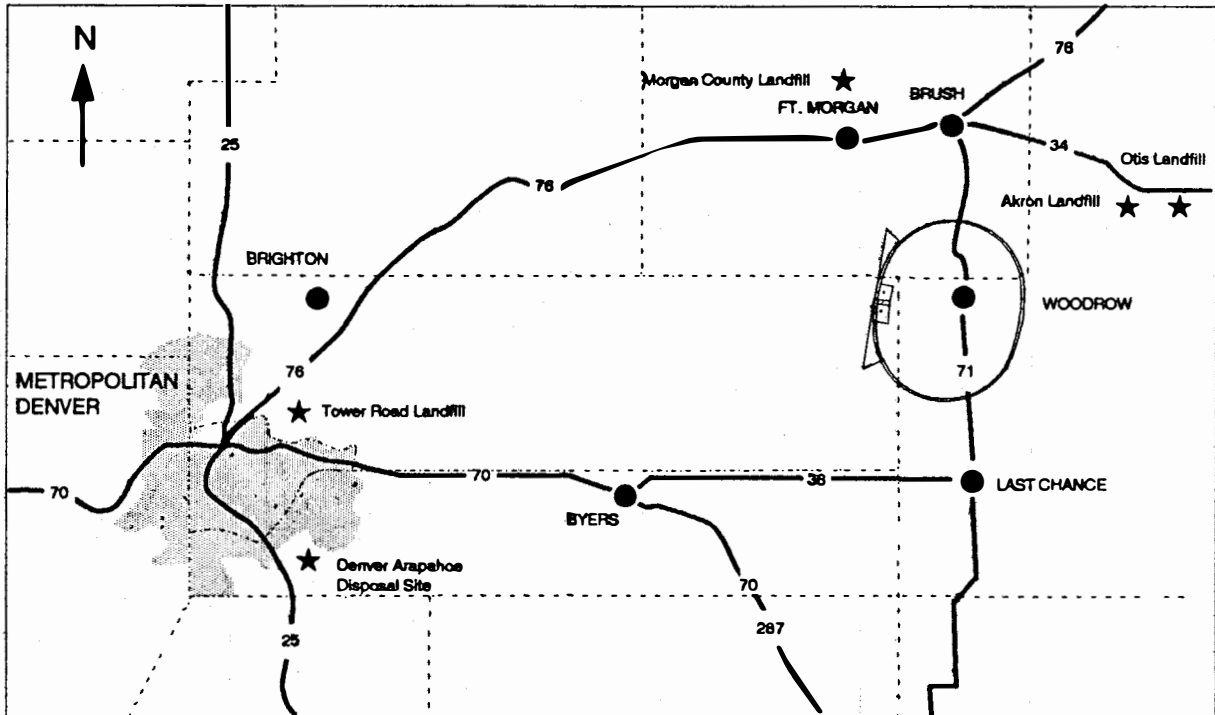 N
76
Morgan County Landfill
BRUSH
FT. MORGAN
25
34
Otis Landfill
76
Akron Landfill
BRIGHTON
WOODROW
76
71
METROPOLITAN
DENVER
Tower Road Landfill
70
70
36
LAST CHANCE
BYERS
Denver Arapahoe
Disposal Site
70
25
287